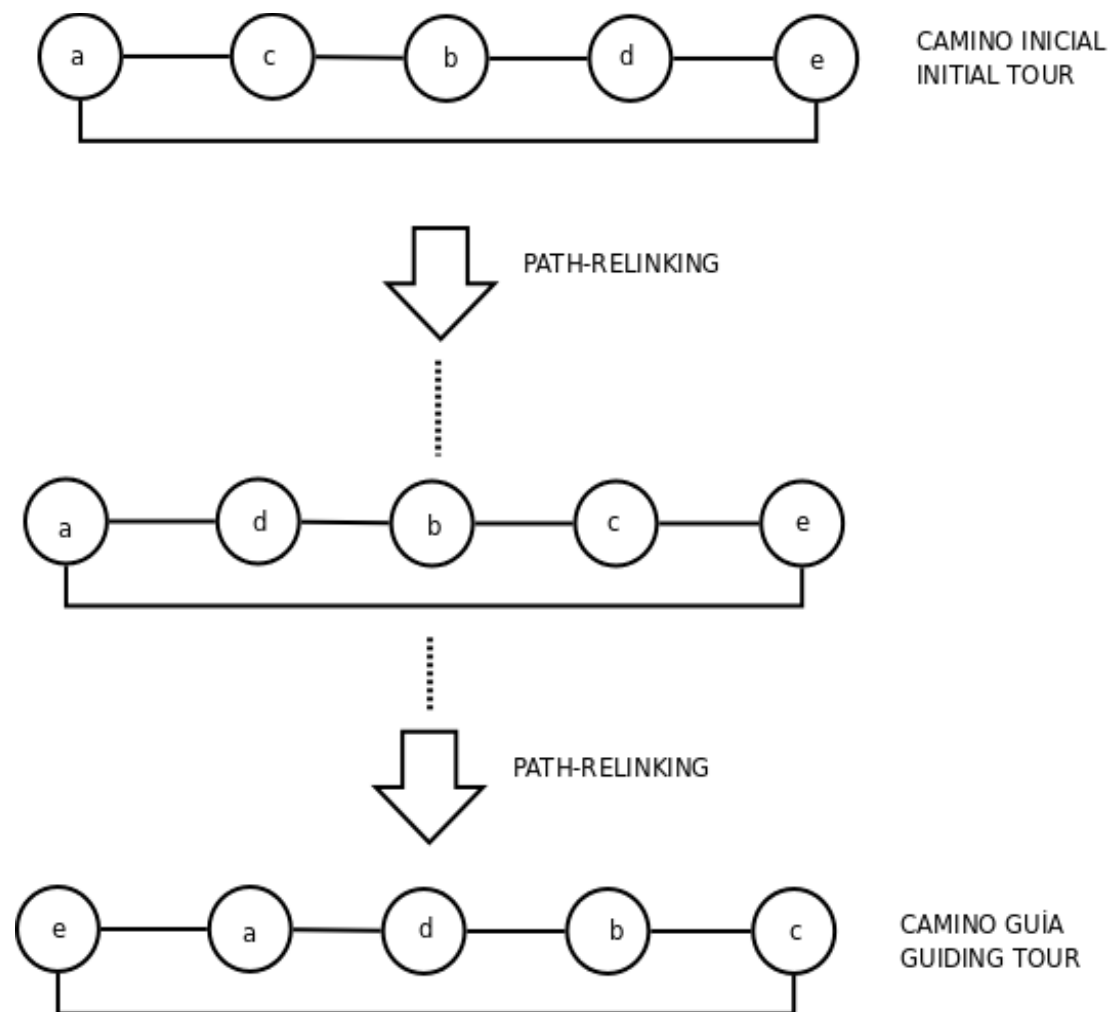 a c b d e
CAMINO INICIAL
INITIAL TOUR
PATH-RELINKING
a d b c e
PATH-RELINKING
e a d b c
CAMINO GUÍA
GUIDING TOUR